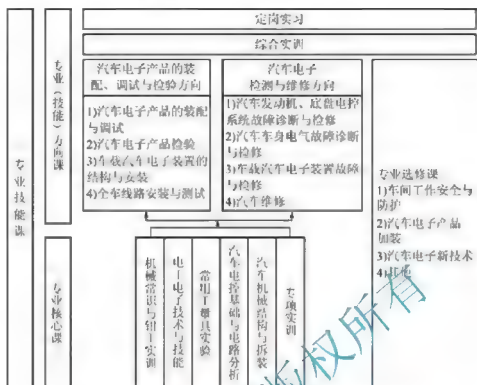 顶岗实习
综合实训
专业技能课
专业（技能）方向课
汽车电子产品的装
配、调试与检验方向
1)汽车电子产品的装配
与调试
2)汽车电子产品检验
3)车载汽车电子装置的
结构与安装
4)全车线路安装与测试
汽车电子
检测与维修方向
1)汽车发动机、底盘电控
系统故障诊断与检修
2)汽车车身电气故障诊断
与检修
3)车载汽车电子装置故障
与检修
4)汽车维修
专业选修课
1)车间工作安全与
防护
2)汽车电子产品
加装
3)汽车电子新技术
4)其他
专业核心课
机械常识与钳工实训
电工电子技术与技能
常用工量具实验
汽车电控基础与电路分析
汽车机械结构与拆装
专项实训
版权所有